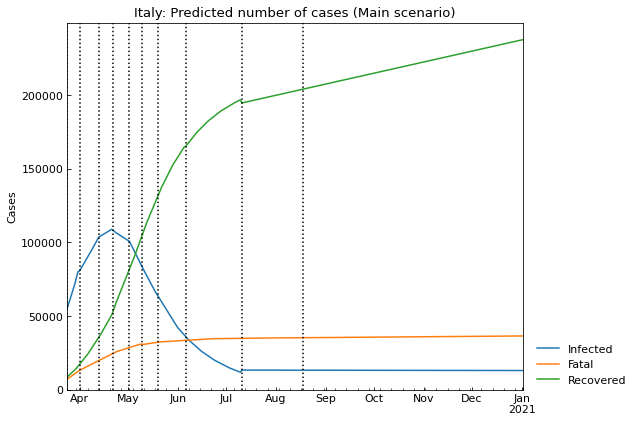 Italy: Predicted number of cases (Main scenario)
200000
150000
100000
50000
0
Cases
Apr May Jun Jul Aug Sep Oct Nov Dec Jan
2021
Infected
Fatal
Recovered